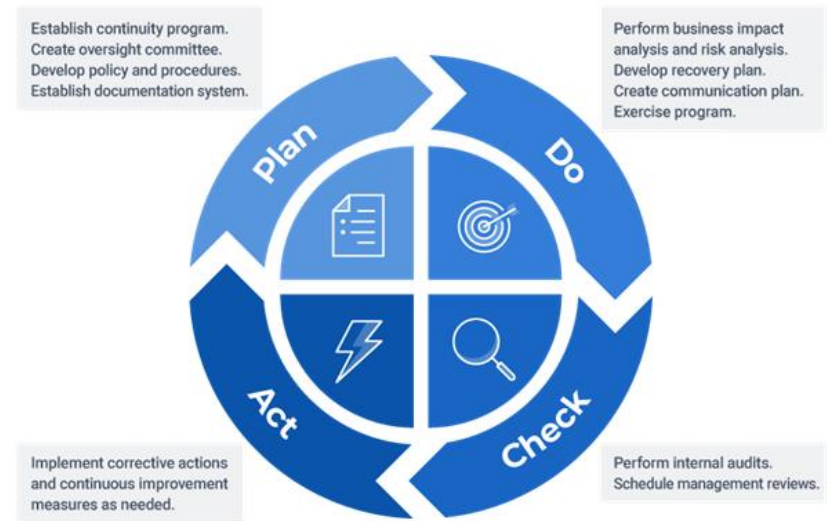 Establish continuity program.
Create oversight committee.
Develop policy and procedures.
Establish documentation system.
Perform business impact
analysis and risk analysis.
Develop recovery plan.
Create communication plan.
Exercise program.
Plan
Do
Act
Check
Implement corrective actions
and continuous improvement
measures as needed.
Perform internal audits.
Schedule management reviews.